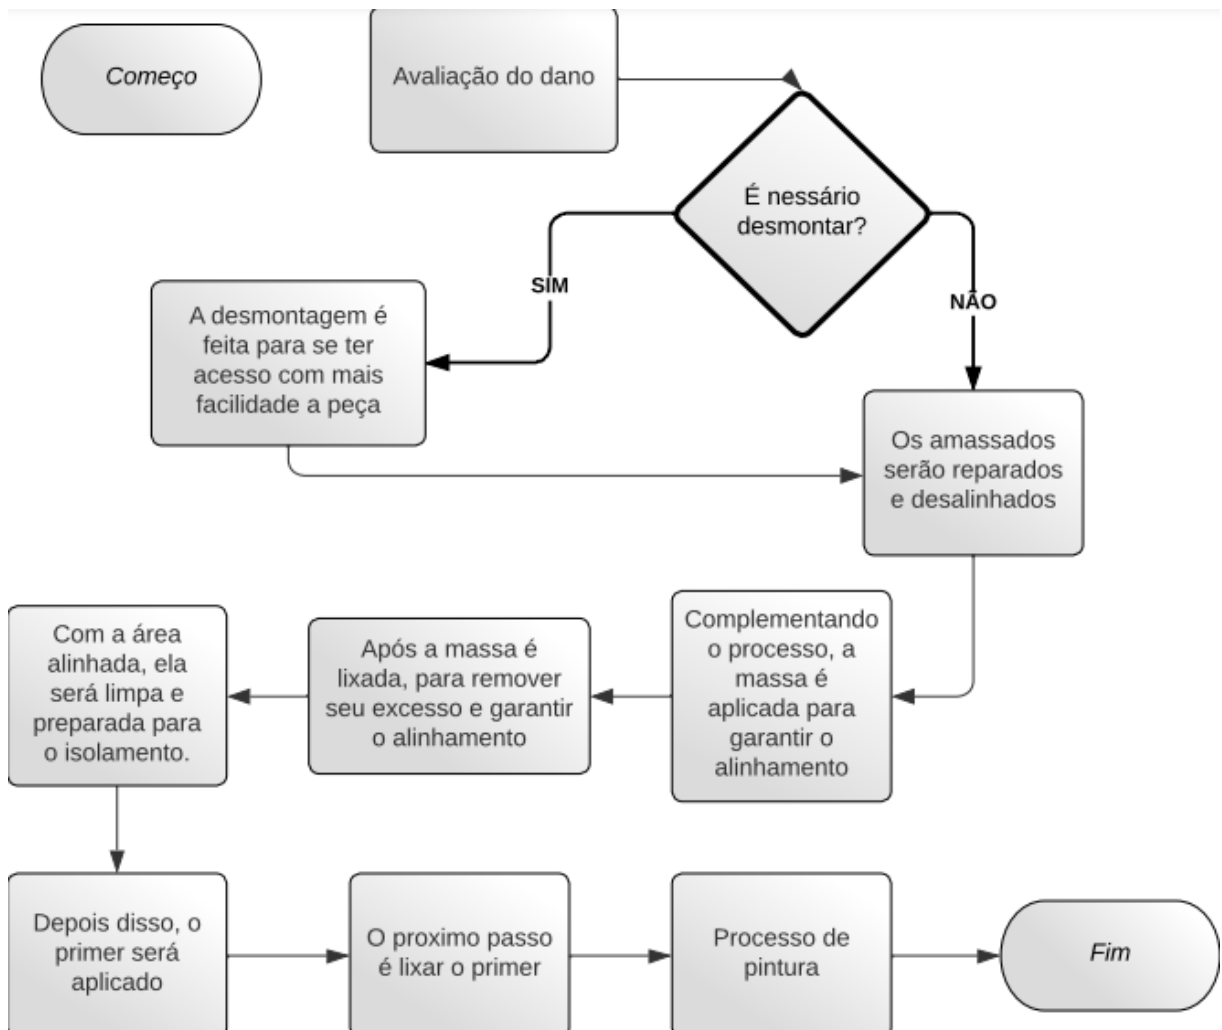 Começo
Avaliação do dano
É nessário
desmontar?
SIM
NÃO
A desmontagem é
feita para se ter
acesso com mais
facilidade a peça
Os amassados
serão reparados
e desalinhados
Complementando
o processo, a
massa é
aplicada para
garantir o
alinhamento
Após a massa é
lixada, para remover
seu excesso e garantir
o alinhamento
Com a área
alinhada, ela
será limpa e
preparada para
o isolamento.
Depois disso, o
primer será
aplicado
O proximo passo
é lixar o primer
Processo de
pintura
Fim